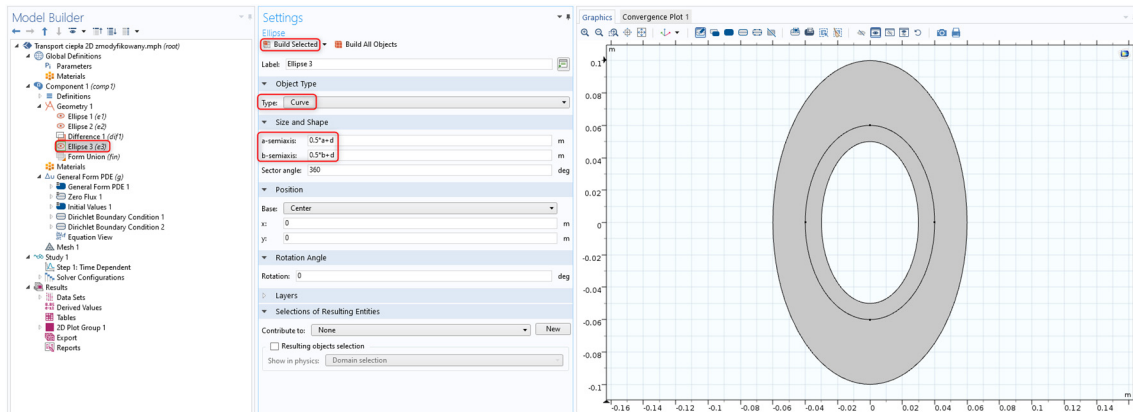 Model Builder
Transport ciepła 2D zmodyfikowany.mph (root)
Global Definitions
Pi Parameters
Materials
Component 1 (comp1)
Definitions
Geometry 1
Ellipse 1 (e1)
Ellipse 2 (e2)
Difference 1 (dif1)
Ellipse 3 (e3)
Form Union (fin)
Materials
Δu General Form PDE (g)
General Form PDE 1
Zero Flux 1
Initial Values 1
Dirichlet Boundary Condition 1
Dirichlet Boundary Condition 2
Equation View
Mesh 1
Study 1
Step 1: Time Dependent
Solver Configurations
Results
Data Sets
Derived Values
Tables
2D Plot Group 1
Export
Reports
Settings
Ellipse
Build Selected
Build All Objects
Label: Ellipse 3
Object Type
Type: Curve
Size and Shape
a-semiaxis: 0.5*a+d m
b-semiaxis: 0.5*b+d m
Sector angle: 360 deg
Position
Base: Center
x: 0 m
y: 0 m
Rotation Angle
Rotation: 0 deg
Layers
Selections of Resulting Entities
Contribute to: None New
Resulting objects selection
Show in physics: Domain selection
Graphics Convergence Plot 1
m
0.1
0.08
0.06
0.04
0.02
0
-0.02
-0.04
-0.06
-0.08
-0.1
m
-0.16 -0.14 -0.12 -0.1 -0.08 -0.06 -0.04 -0.02 0 0.02 0.04 0.06 0.08 0.1 0.12 0.14